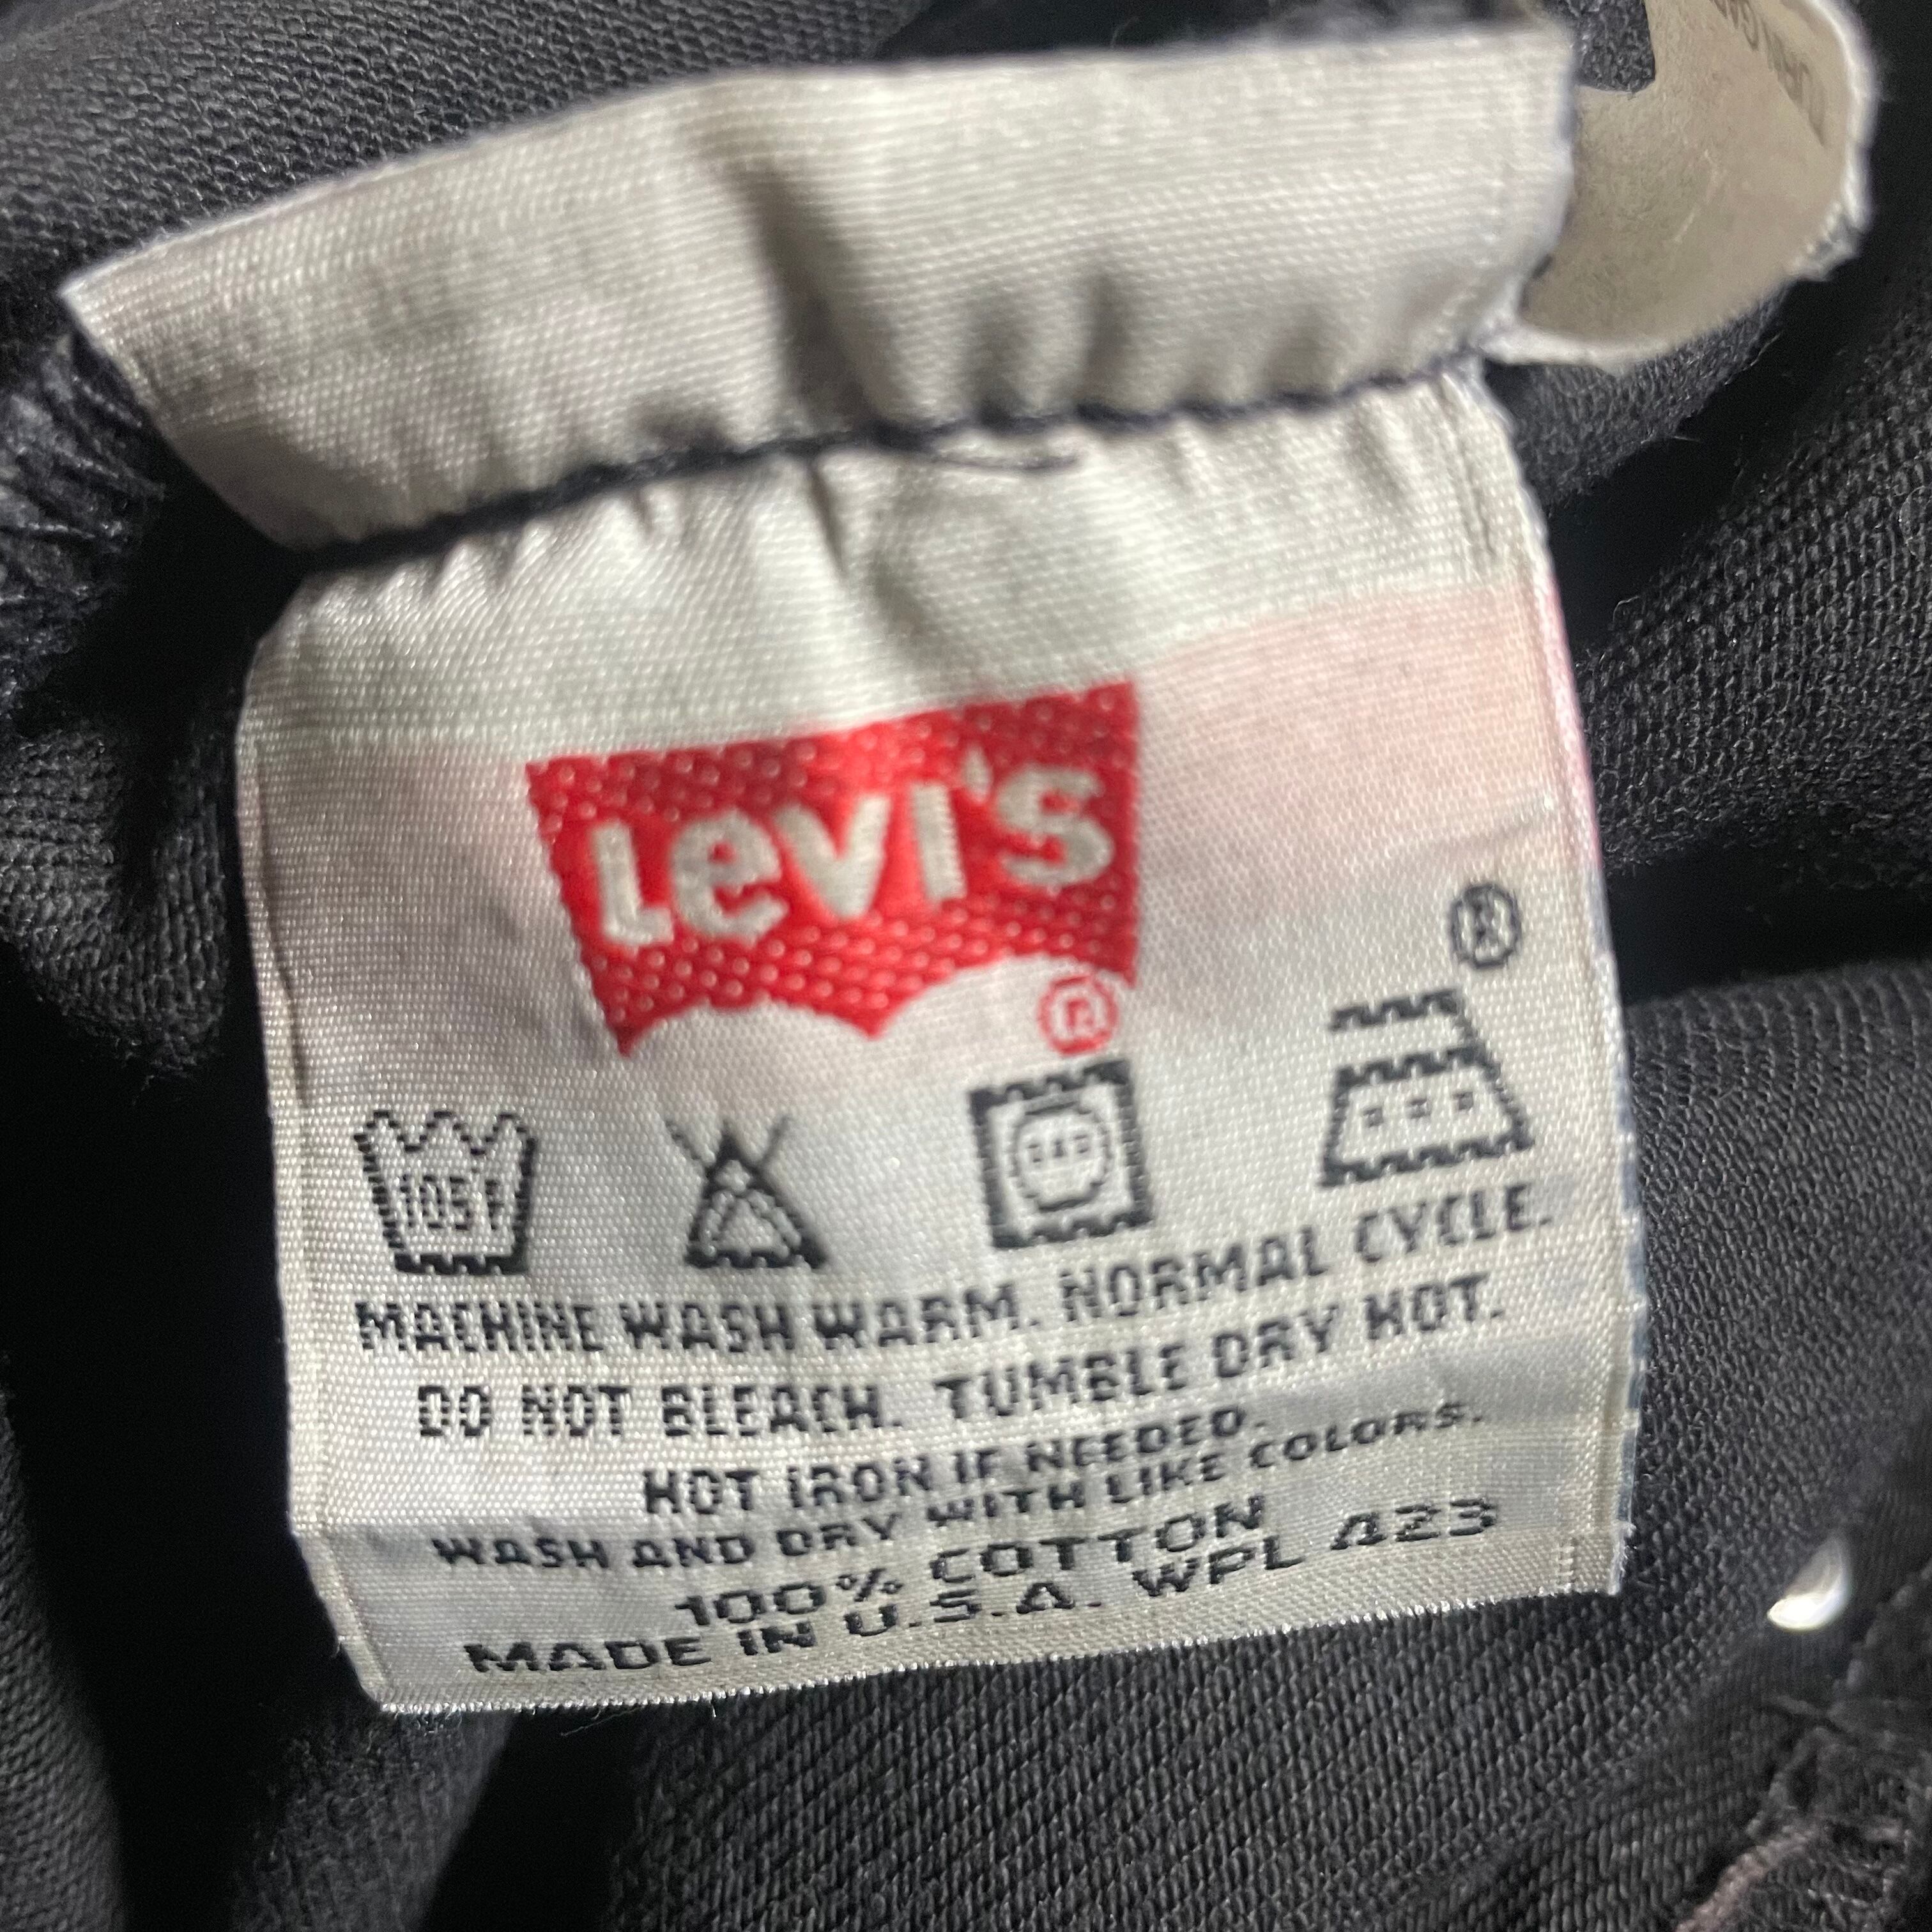 Levi's
®
®
105F
MACHINE WASH WARM. NORMAL CYCLE.
DO NOT BLEACH. TUMBLE DRY HOT.
HOT IRON IF NEEDED.
WASH AND DRY WITH LIKE COLORS.
100% COTTON
MADE IN U.S.A. WPL 423